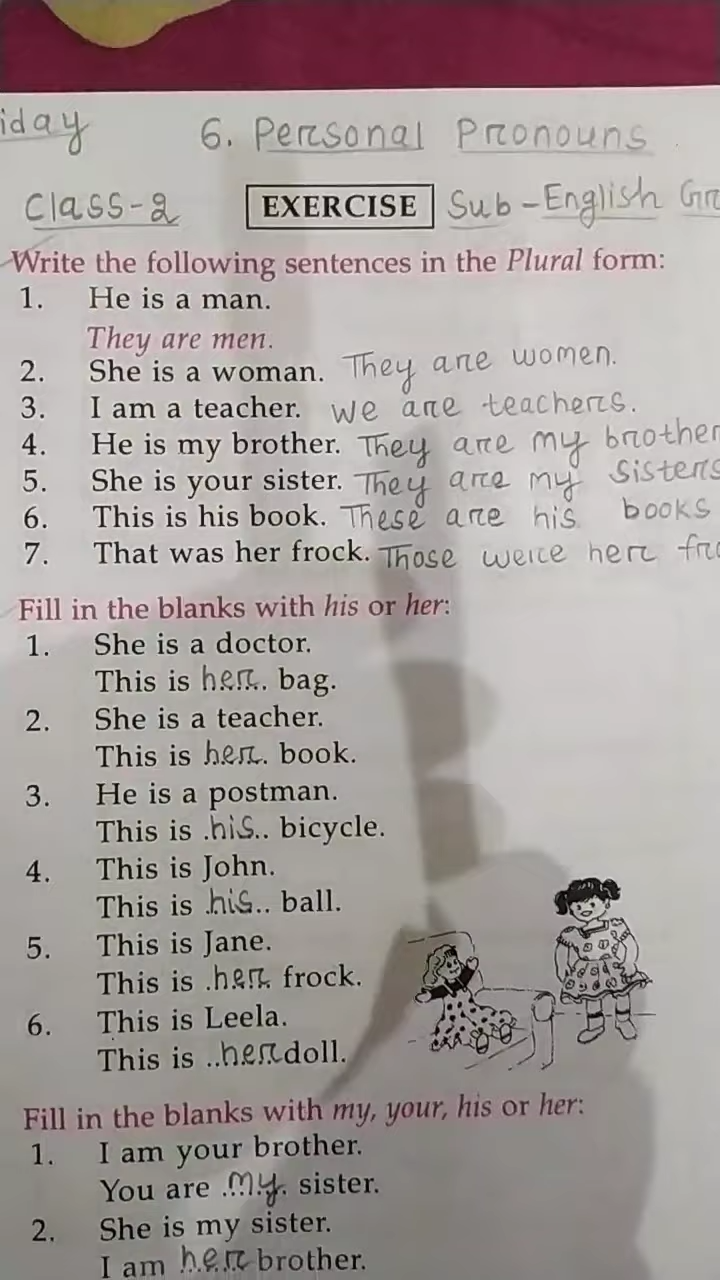 iday 6. Personal Pronouns
Class-2 EXERCISE Sub-English Gr
Write the following sentences in the Plural form:
1. He is a man.
They are men.
2. She is a woman. They are women.
3. I am a teacher. We are teachers.
4. He is my brother. They are my brother
5. She is your sister. They are my sisters
6. This is his book. These are his books
7. That was her frock. Those were her fro
Fill in the blanks with his or her:
1. She is a doctor.
This is her. bag.
2. She is a teacher.
This is her. book.
3. He is a postman.
This is .his.. bicycle.
4. This is John.
This is .his.. ball.
5. This is Jane.
This is .her. frock.
6. This is Leela.
This is ..her doll.
Fill in the blanks with my, your, his or her:
1. I am your brother.
You are .my. sister.
2. She is my sister.
I am her brother.